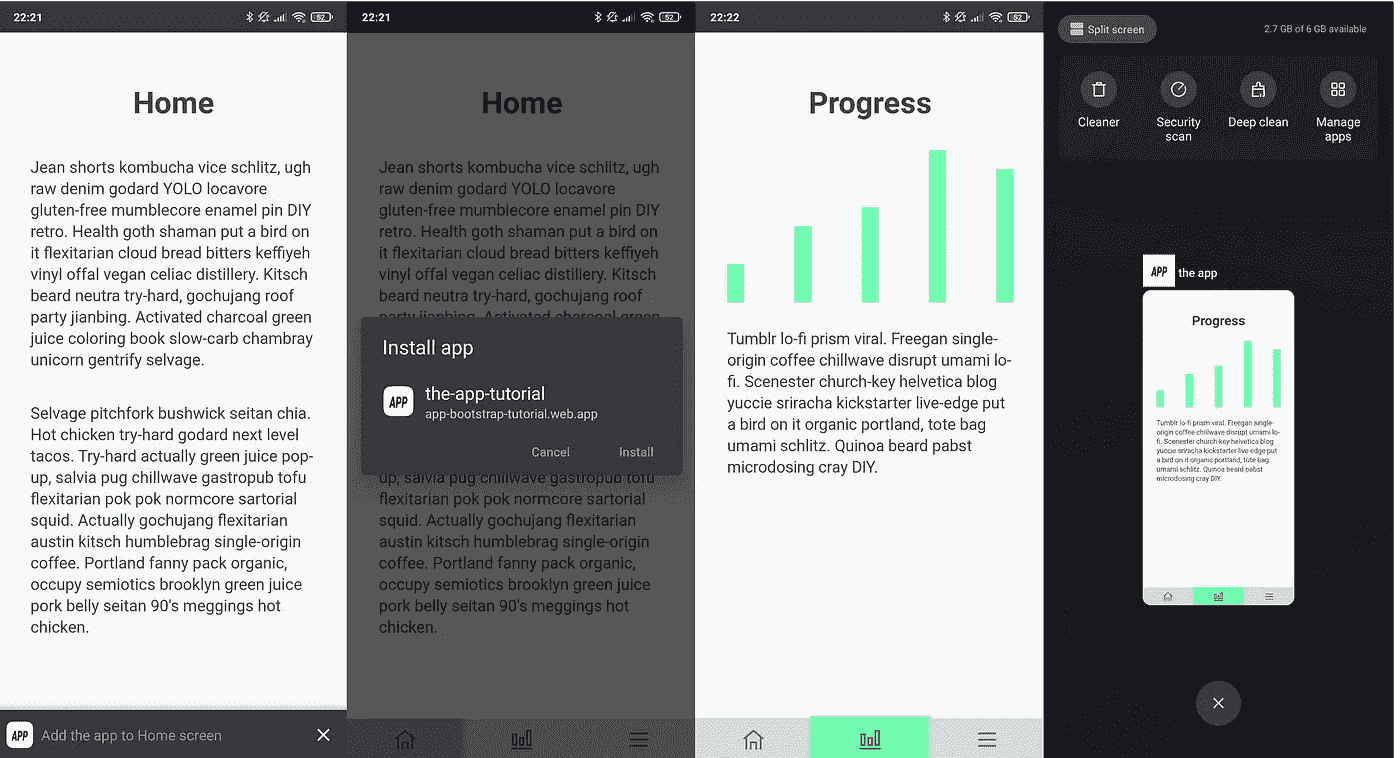 22:21
52
Home
Jean shorts kombucha vice schlitz, ugh
raw denim godard YOLO locavore
gluten-free mumblecore enamel pin DIY
retro. Health goth shaman put a bird on
it flexitarian cloud bread bitters keffiyeh
vinyl offal vegan celiac distillery. Kitsch
beard neutra try-hard, gochujang roof
party jianbing. Activated charcoal green
juice coloring book slow-carb chambray
unicorn gentrify selvage.
Selvage pitchfork bushwick seitan chia.
Hot chicken try-hard godard next level
tacos. Try-hard actually green juice pop-
up, salvia pug chillwave gastropub tofu
flexitarian pok pok normcore sartorial
squid. Actually gochujang flexitarian
austin kitsch humblebrag single-origin
coffee. Portland fanny pack organic,
occupy semiotics brooklyn green juice
pork belly seitan 90's meggings hot
chicken.
APP
Add the app to Home screen
22:21
52
Home
Jean shorts kombucha vice schlitz, ugh
raw denim godard YOLO locavore
gluten-free mumblecore enamel pin DIY
retro. Health goth shaman put a bird on
it flexitarian cloud bread bitters keffiyeh
vinyl offal vegan celiac distillery. Kitsch
beard neutra try-hard, gochujang roof
party jianbing. Activated charcoal green
Install app
APP
the-app-tutorial
app-bootstrap-tutorial.web.app
Cancel Install
up, salvia pug chillwave gastropub tofu
flexitarian pok pok normcore sartorial
squid. Actually gochujang flexitarian
austin kitsch humblebrag single-origin
coffee. Portland fanny pack organic,
occupy semiotics brooklyn green juice
pork belly seitan 90's meggings hot
chicken.
22:22
52
Progress
Tumblr lo-fi prism viral. Freegan single-
origin coffee chillwave disrupt umami lo-
fi. Scenester church-key helvetica blog
yuccie sriracha kickstarter live-edge put
a bird on it organic portland, tote bag
umami schlitz. Quinoa beard pabst
microdosing cray DIY.
Split screen
2.7 GB of 6 GB available
Cleaner
Security
scan
Deep clean
Manage
apps
APP
the app
Progress
Tumblr lo-fi prism viral. Freegan single-
origin coffee chillwave disrupt umami lo-
fi. Scenester church-key helvetica blog
yuccie sriracha kickstarter live-edge put
a bird on it organic portland, tote bag
umami schlitz. Quinoa beard pabst
microdosing cray DIY.